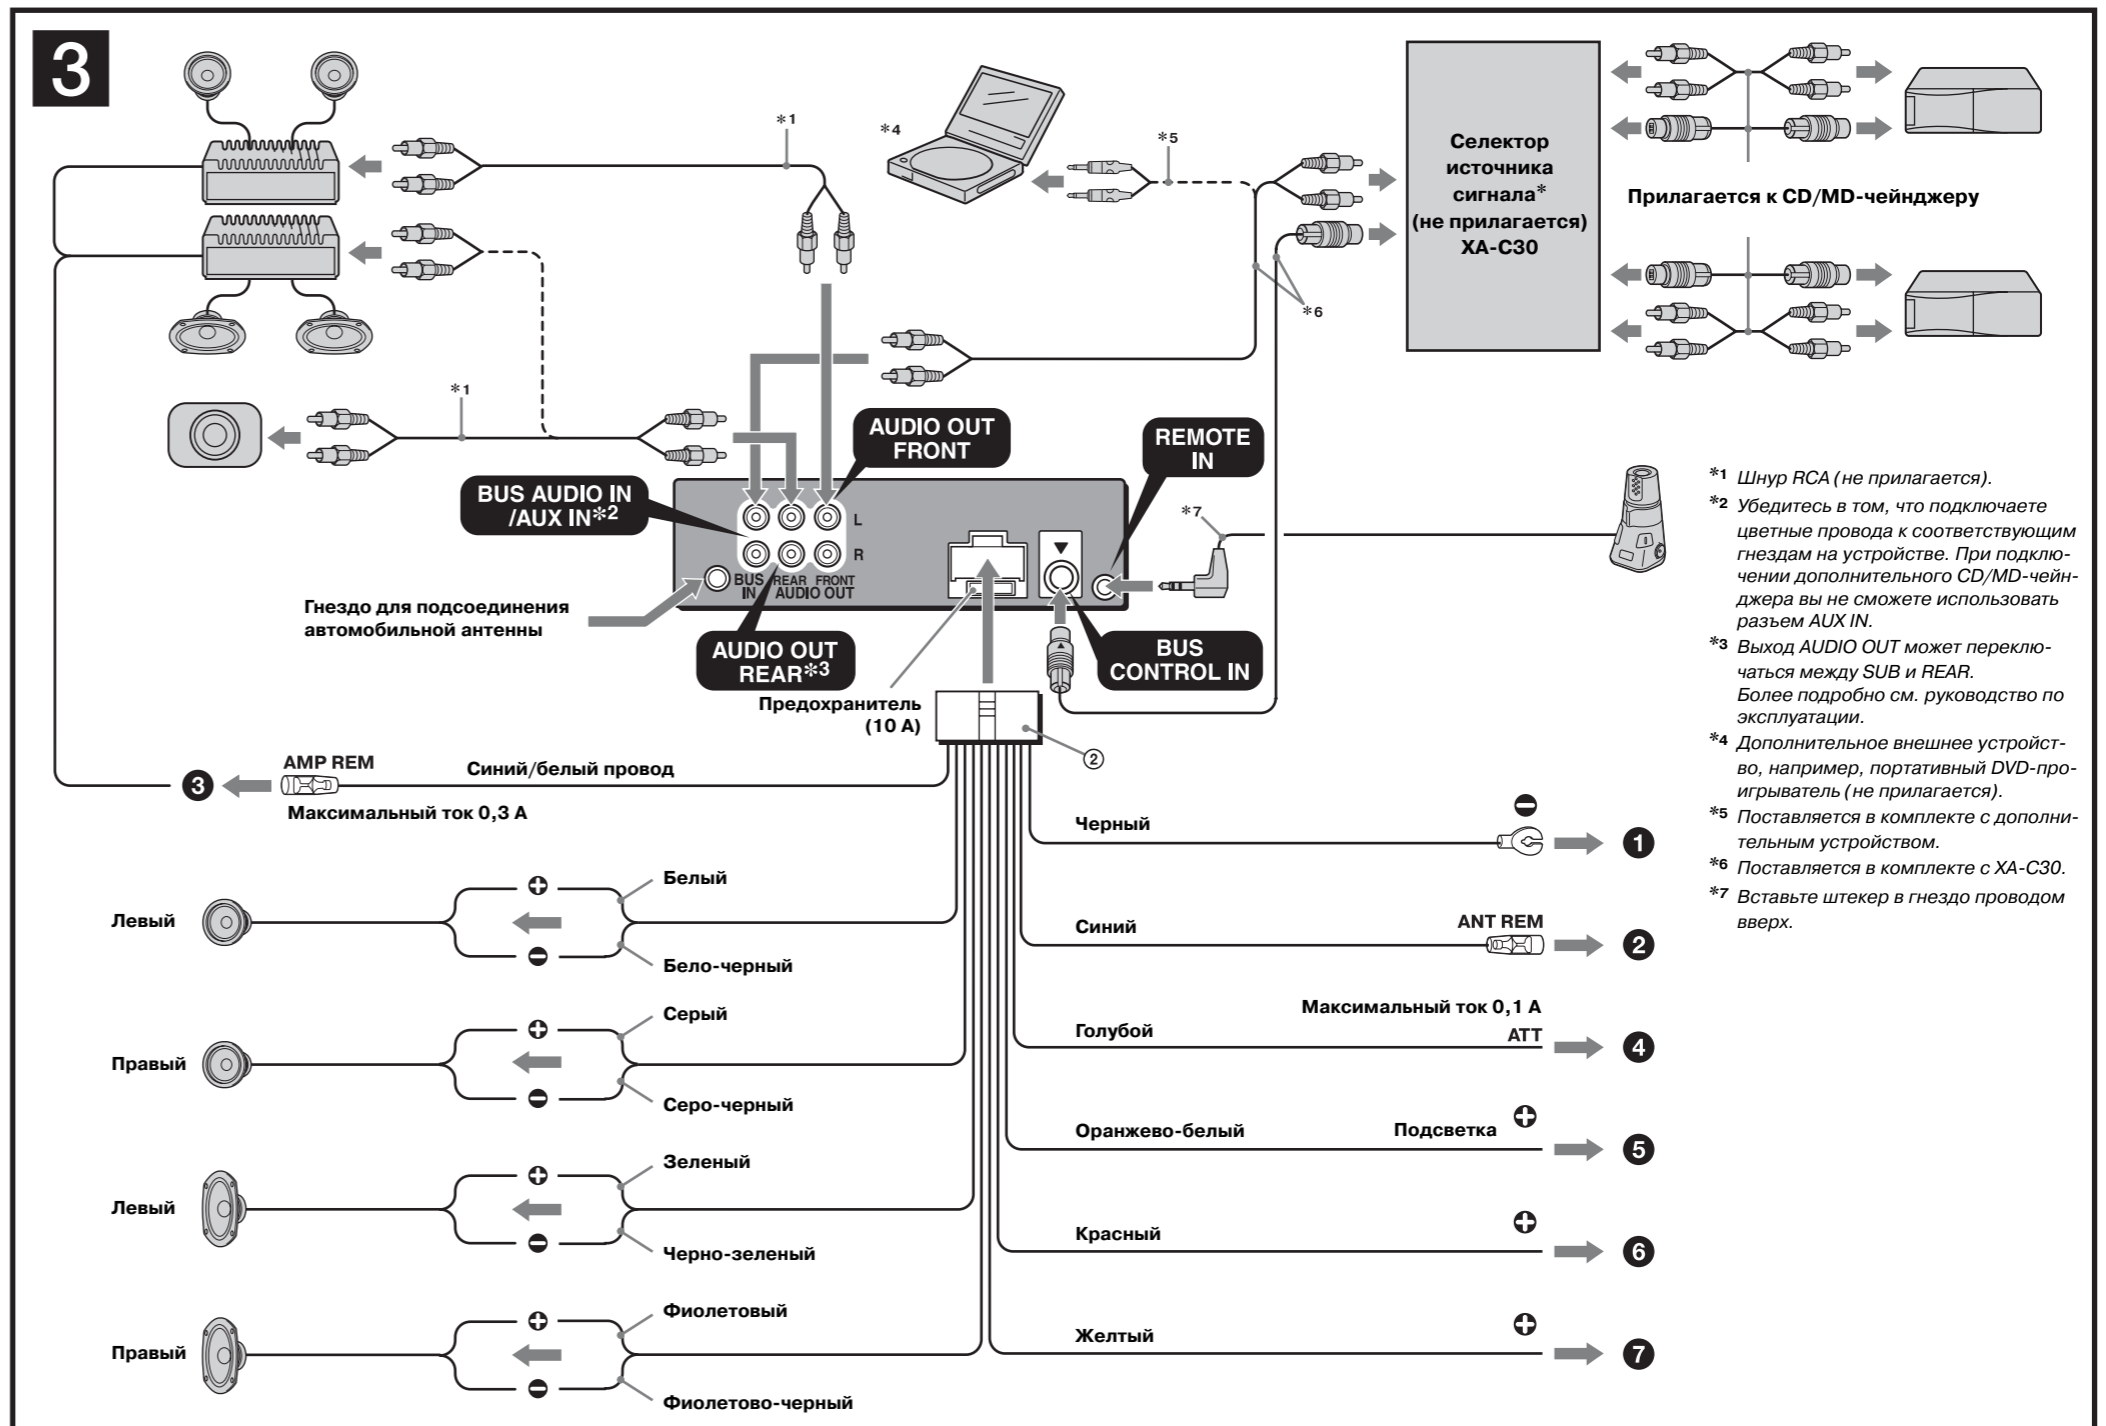 3
*1
*4
*5
Селектор
источника
сигнала*
(не прилагается)
XA-C30
Прилагается к CD/MD-чейнджеру
*6
*1
AUDIO OUT
FRONT
REMOTE
IN
BUS AUDIO IN
/AUX IN*2
*7
L
R
BUS
IN
REAR FRONT
AUDIO OUT
Гнездо для подсоединения
автомобильной антенны
AUDIO OUT
REAR*3
BUS
CONTROL IN
Предохранитель
(10 A)
②
*1 Шнур RCA (не прилагается).
*2 Убедитесь в том, что подключаете
цветные провода к соответствующим
гнездам на устройстве. При подклю-
чении дополнительного CD/MD-чейн-
джера вы не сможете использовать
разъем AUX IN.
*3 Выход AUDIO OUT может переклю-
чаться между SUB и REAR.
Более подробно см. руководство по
эксплуатации.
*4 Дополнительное внешнее устройст-
во, например, портативный DVD-про-
игрыватель (не прилагается).
*5 Поставляется в комплекте с дополни-
тельным устройством.
*6 Поставляется в комплекте с XA-C30.
*7 Вставьте штекер в гнездо проводом
вверх.
❸
AMP REM
Синий/белый провод
Максимальный ток 0,3 A
Черный
❶
Левый
Белый
Бело-черный
Синий
ANT REM
❷
Правый
Серый
Серо-черный
Максимальный ток 0,1 A
Голубой
ATT
❹
Оранжево-белый
Подсветка
❺
Левый
Зеленый
Черно-зеленый
Красный
❻
Правый
Фиолетовый
Фиолетово-черный
Желтый
❼